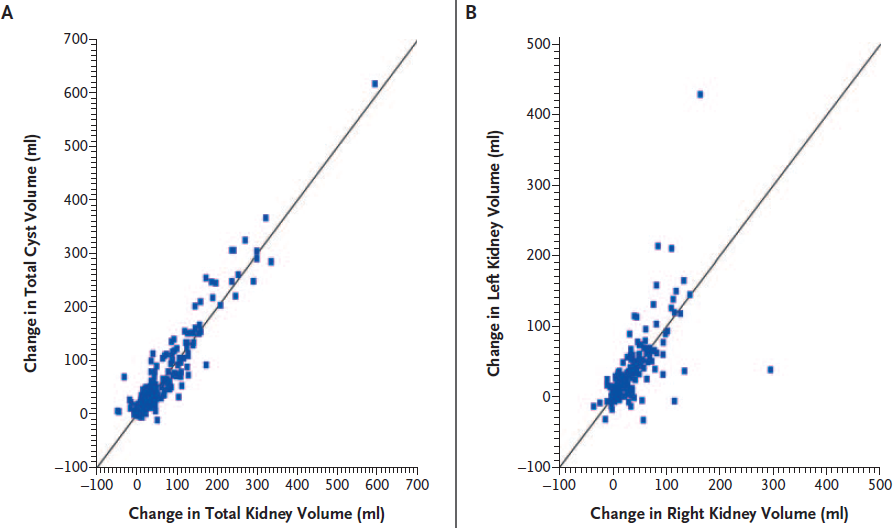 A
Change in Total Cyst Volume (ml)
700
600
500
400
300
200
100
0
−100
−100 0 100 200 300 400 500 600 700
Change in Total Kidney Volume (ml)
B
Change in Left Kidney Volume (ml)
500
400
300
200
100
0
−100
−100 0 100 200 300 400 500
Change in Right Kidney Volume (ml)